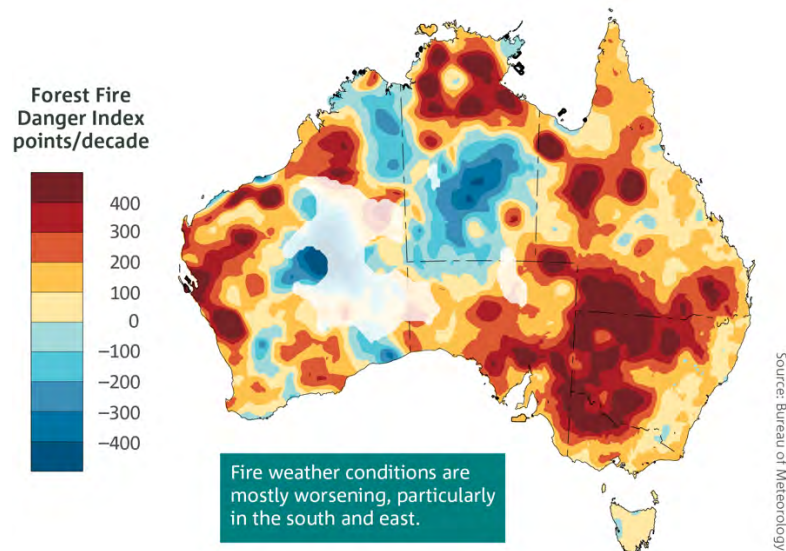 Forest Fire
Danger Index
points/decade
400
300
200
100
0
−100
−200
−300
−400
Fire weather conditions are
mostly worsening, particularly
in the south and east.
Source: Bureau of Meteorology